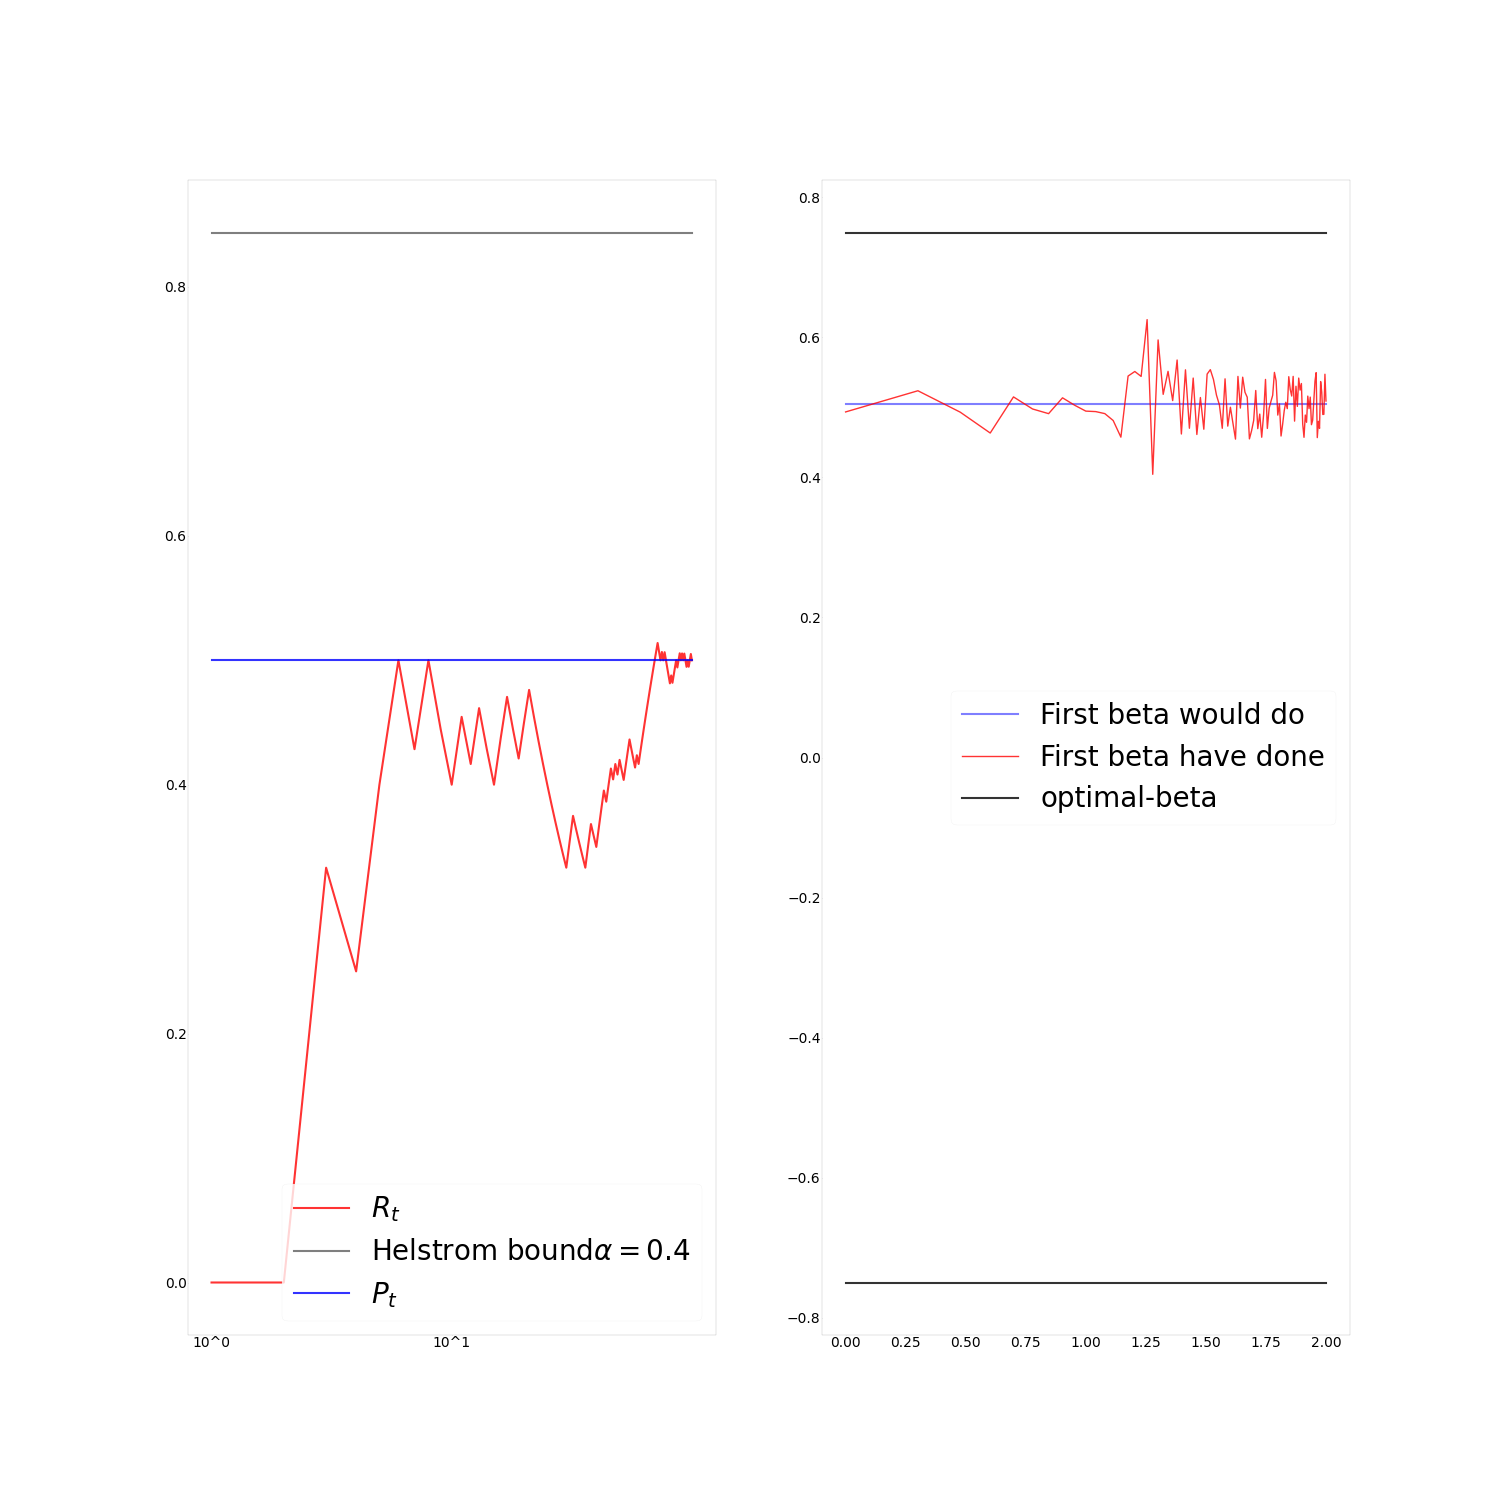 0.8
0.6
0.4
0.2
0.0
10^0
10^1
R_t
Helstrom boundα = 0.4
P_t
0.8
0.6
0.4
0.2
0.0
−0.2
−0.4
−0.6
−0.8
0.00 0.25 0.50 0.75 1.00 1.25 1.50 1.75 2.00
First beta would do
First beta have done
optimal-beta